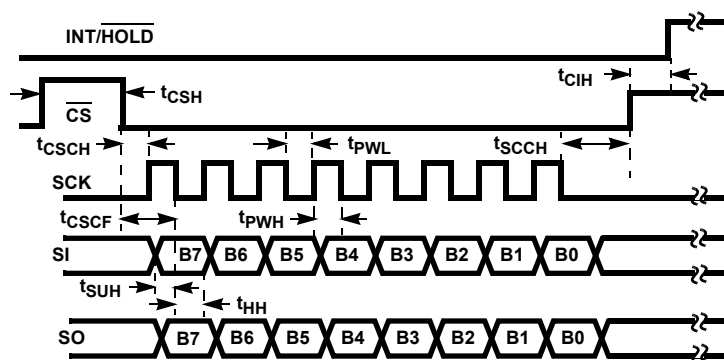 INT/HOLD
tCIH
tCSH
CS
tCSCH
tPWL
tSCCH
SCK
tCSCF
tPWH
SI B7 B6 B5 B4 B3 B2 B1 B0
tSUH
tHH
SO B7 B6 B5 B4 B3 B2 B1 B0